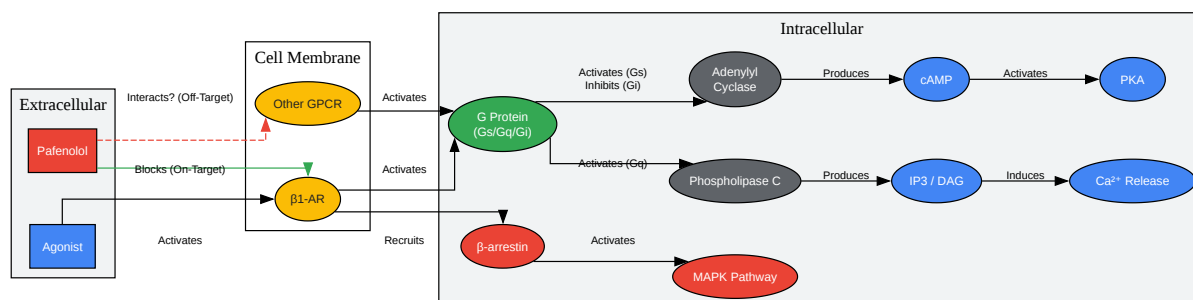 Intracellular
Cell Membrane
Extracellular
Interacts? (Off-Target)
Other GPCR
Activates
Activates (Gs)
Inhibits (Gi)
Adenylyl
Cyclase
Produces
cAMP
Activates
PKA
G Protein
(Gs/Gq/Gi)
Pafenolol
Blocks (On-Target)
Activates
Activates (Gq)
Phospholipase C
Produces
IP3 / DAG
Induces
Ca²⁺ Release
β1-AR
Agonist
Activates
Recruits
β-arrestin
Activates
MAPK Pathway